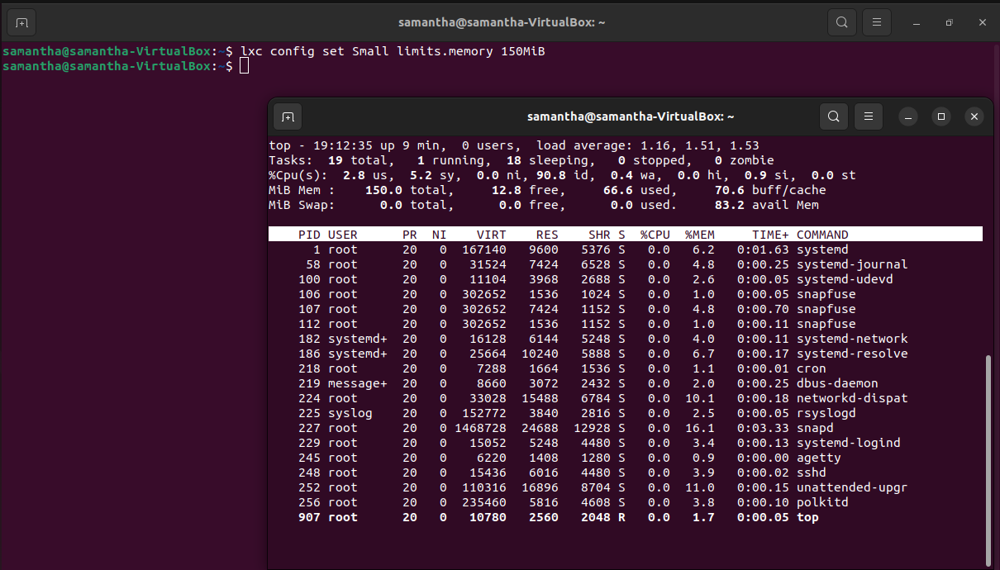 samantha@samantha-VirtualBox: ~
samantha@samantha-VirtualBox:~$ lxc config set Small limits.memory 150MiB
samantha@samantha-VirtualBox:~$
samantha@samantha-VirtualBox: ~
top - 19:12:35 up 9 min,  0 users,  load average: 1.16, 1.51, 1.53
Tasks:  19 total,   1 running,  18 sleeping,   0 stopped,   0 zombie
%Cpu(s):  2.8 us,  5.2 sy,  0.0 ni, 90.8 id,  0.4 wa,  0.0 hi,  0.9 si,  0.0 st
MiB Mem :    150.0 total,     12.8 free,     66.6 used,     70.6 buff/cache
MiB Swap:      0.0 total,      0.0 free,      0.0 used.     83.2 avail Mem
PID USER      PR  NI    VIRT    RES    SHR S  %CPU  %MEM     TIME+ COMMAND
1 root      20   0  167140   9600   5376 S   0.0   6.2   0:01.63 systemd
58 root      20   0   31524   7424   6528 S   0.0   4.8   0:00.25 systemd-journal
100 root      20   0   11104   3968   2688 S   0.0   2.6   0:00.05 systemd-udevd
106 root      20   0  302652   1536   1024 S   0.0   1.0   0:00.05 snapfuse
107 root      20   0  302652   7424   1152 S   0.0   4.8   0:00.70 snapfuse
112 root      20   0  302652   1536   1152 S   0.0   1.0   0:00.11 snapfuse
182 systemd+  20   0   16128   6144   5248 S   0.0   4.0   0:00.11 systemd-network
186 systemd+  20   0   25664  10240   5888 S   0.0   6.7   0:00.17 systemd-resolve
218 root      20   0    7288   1664   1536 S   0.0   1.1   0:00.01 cron
219 message+  20   0    8660   3072   2432 S   0.0   2.0   0:00.25 dbus-daemon
224 root      20   0   33028  15488   6784 S   0.0  10.1   0:00.18 networkd-dispat
225 syslog    20   0  152772   3840   2816 S   0.0   2.5   0:00.05 rsyslogd
227 root      20   0 1468728  24688  12928 S   0.0  16.1   0:03.33 snapd
229 root      20   0   15052   5248   4480 S   0.0   3.4   0:00.13 systemd-logind
245 root      20   0    6220   1408   1280 S   0.0   0.9   0:00.00 agetty
248 root      20   0   15436   6016   4480 S   0.0   3.9   0:00.02 sshd
252 root      20   0  110316  16896   8704 S   0.0  11.0   0:00.15 unattended-upgr
256 root      20   0  235460   5816   4608 S   0.0   3.8   0:00.10 polkitd
907 root      20   0   10780   2560   2048 R   0.0   1.7   0:00.05 top